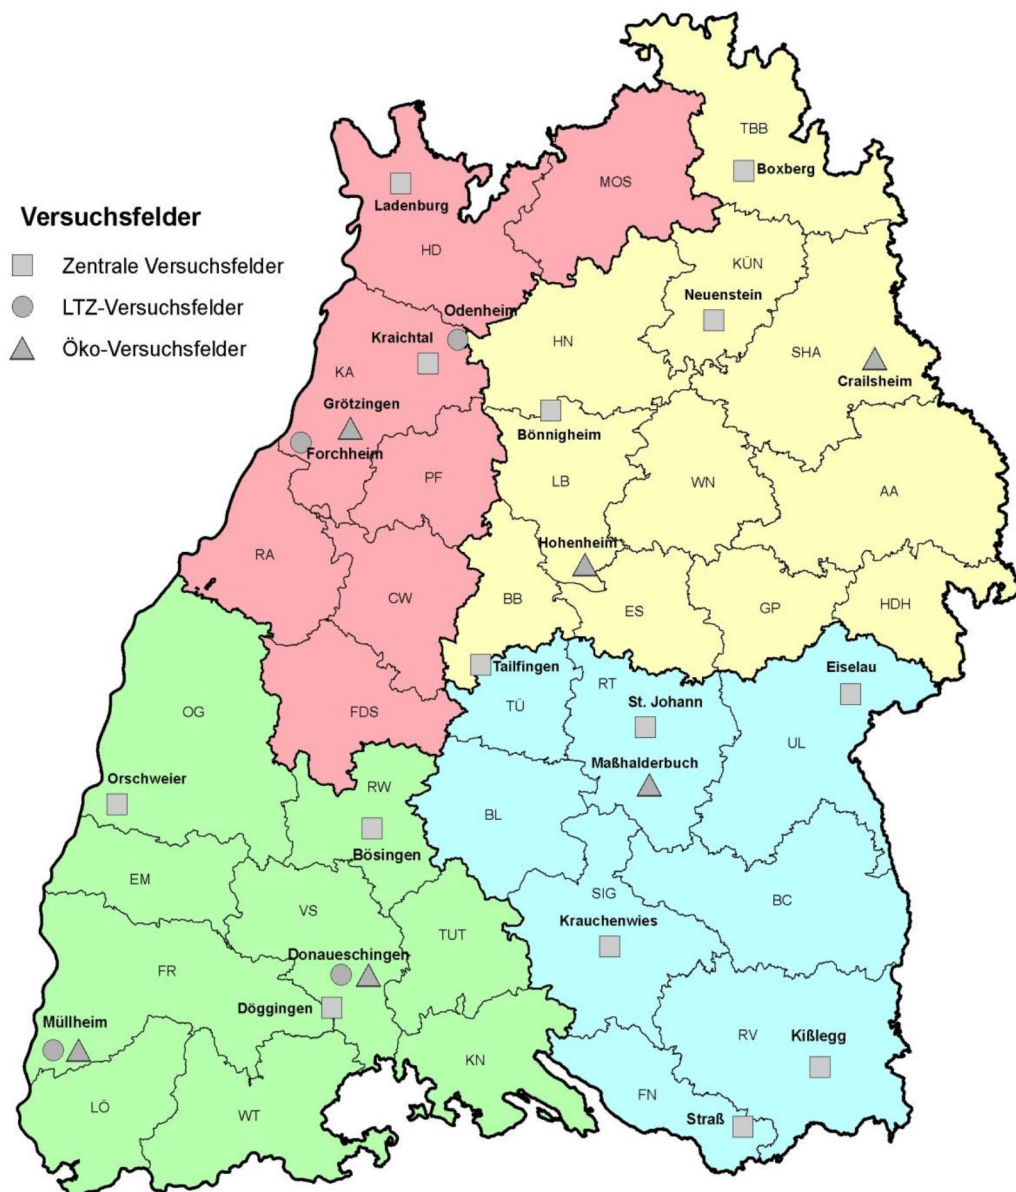 TBB
Boxberg
MOS
Ladenburg
Versuchsfelder
Zentrale Versuchsfelder
LTZ-Versuchsfelder
Öko-Versuchsfelder
HD
KÜN
Neuenstein
Odenheim
Kraichtal
HN
SHA
Crailsheim
KA
Grötzingen
Forchheim
Bönnigheim
PF
LB
WN
AA
RA
Hohenheim
CW
BB
ES
GP
HDH
Tailfingen
Eiselau
RT
St. Johann
TÜ
OG
FDS
UL
Maßhalderbuch
Orschweier
RW
BL
Bösingen
EM
SIG
BC
VS
Krauchenwies
TUT
Donaueschingen
FR
Döggingen
Müllheim
RV
Kißlegg
KN
FN
LÖ
WT
Straß